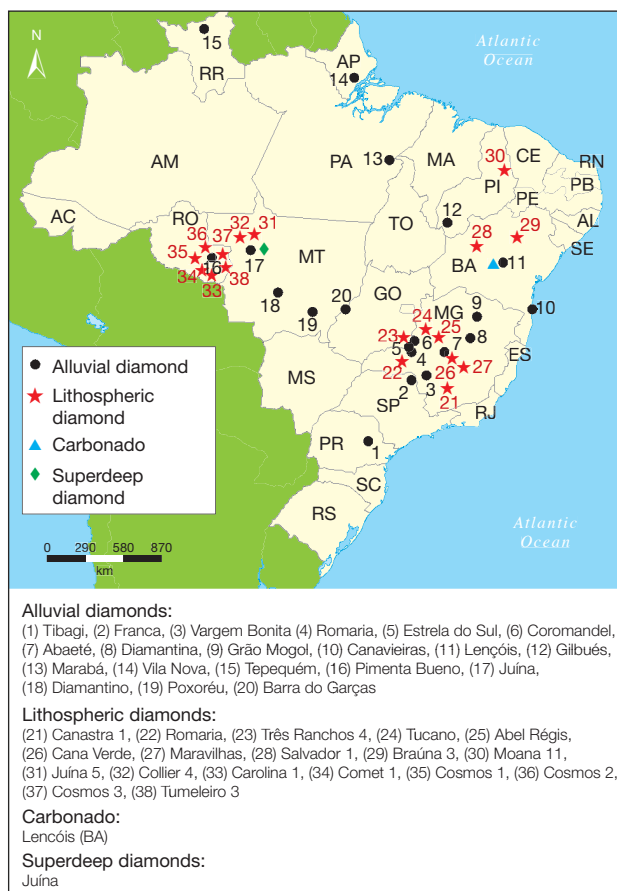 N
15
RR
AP
14
Atlantic
Ocean
AM
PA
13
MA
30
CE
RN
PI
PB
PE
AL
SE
AC
RO
TO
12
28
29
BA
11
10
36
37
32
31
35
16
17
34
33
38
MT
18
19
20
GO
MG
9
24
25
8
23
6
5
4
7
ES
22
26
27
MS
2
3
21
SP
RJ
PR
1
SC
RS
Alluvial diamond
Lithospheric
diamond
Carbonado
Superdeep
diamond
0 290 580 870
km
Atlantic
Ocean
Alluvial diamonds:
(1) Tibagi, (2) Franca, (3) Vargem Bonita (4) Romaria, (5) Estrela do Sul, (6) Coromandel,
(7) Abaeté, (8) Diamantina, (9) Grão Mogol, (10) Canavieiras, (11) Lençóis, (12) Gilbués,
(13) Marabá, (14) Vila Nova, (15) Tepequém, (16) Pimenta Bueno, (17) Juína,
(18) Diamantino, (19) Poxoréu, (20) Barra do Garças
Lithospheric diamonds:
(21) Canastra 1, (22) Romaria, (23) Três Ranchos 4, (24) Tucano, (25) Abel Régis,
(26) Cana Verde, (27) Maravilhas, (28) Salvador 1, (29) Braúna 3, (30) Moana 11,
(31) Juína 5, (32) Collier 4, (33) Carolina 1, (34) Comet 1, (35) Cosmos 1, (36) Cosmos 2,
(37) Cosmos 3, (38) Tumeleiro 3
Carbonado:
Lencóis (BA)
Superdeep diamonds:
Juína